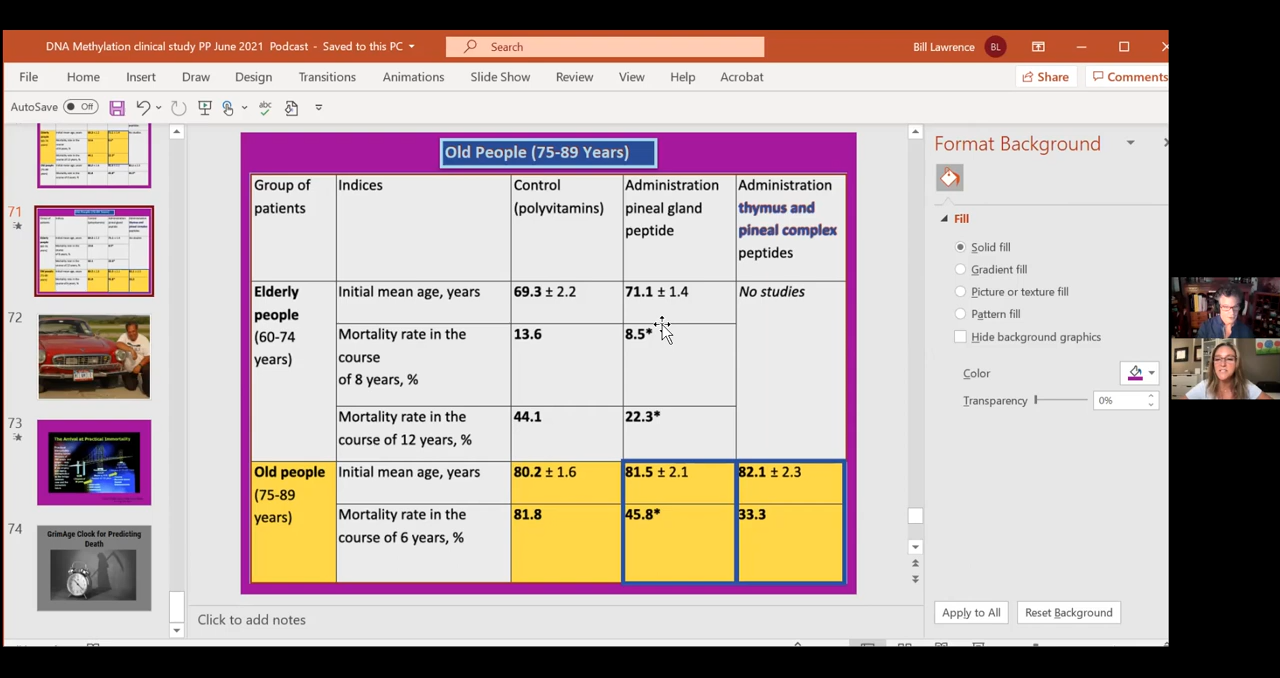 DNA Methylation clinical study PP June 2021 Podcast - Saved to this PC
Search
Bill Lawrence
BL
File Home Insert Draw Design Transitions Animations Slide Show Review View Help Acrobat
Share
Comments
AutoSave Off
abc
71
72
73
The Arrival at Practical Immortality
74
GrimAge Clock for Predicting
Death
Old People (75-89 Years)
Group of
patients
Indices
Control
(polyvitamins)
Administration
pineal gland
peptide
Administration
thymus and
pineal complex
peptides
Elderly
people
(60-74
years)
Initial mean age, years
69.3 ± 2.2
71.1 ± 1.4
No studies
Mortality rate in the
course
of 8 years, %
13.6
8.5*
Mortality rate in the
course of 12 years, %
44.1
22.3*
Old people
(75-89
years)
Initial mean age, years
80.2 ± 1.6
81.5 ± 2.1
82.1 ± 2.3
Mortality rate in the
course of 6 years, %
81.8
45.8*
33.3
Click to add notes
Format Background
Fill
Solid fill
Gradient fill
Picture or texture fill
Pattern fill
Hide background graphics
Color
Transparency
0%
Apply to All
Reset Background